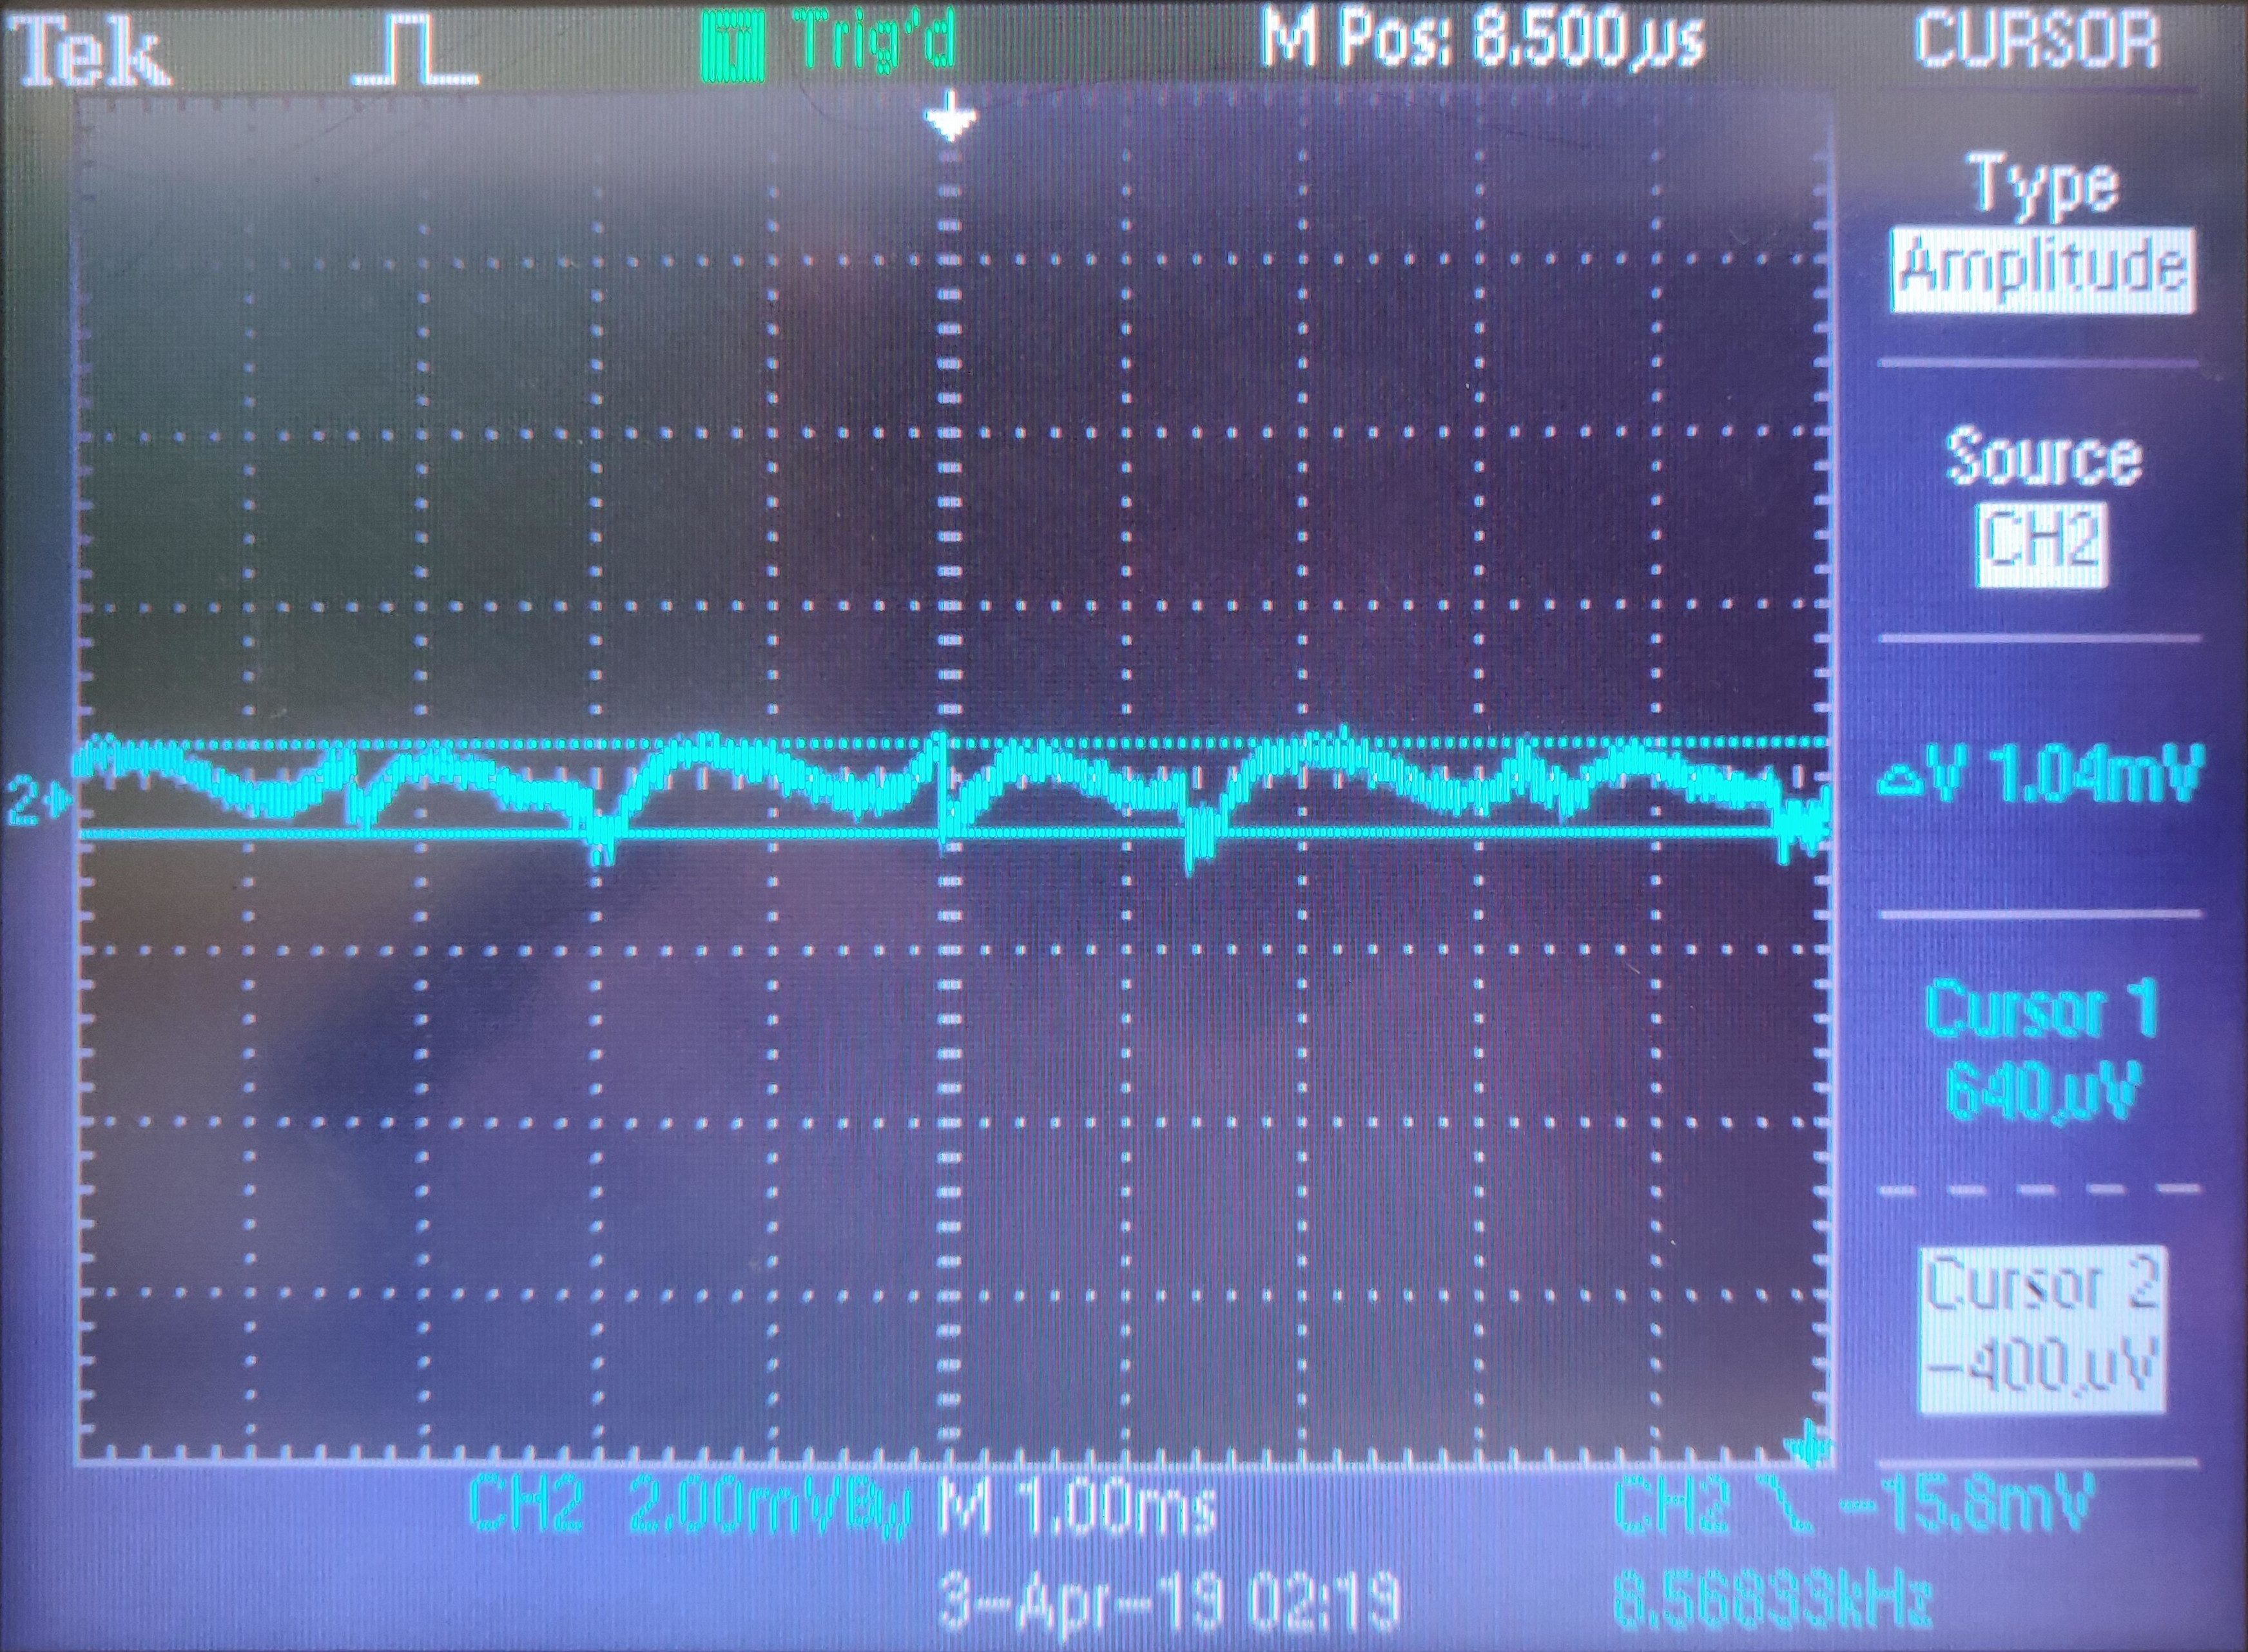 Tek T Trig'd M Pos: 8.500µs CURSOR
Type
Amplitude
Source
CH2
2
ΔV 1.04mV
Cursor 1
640µV
Cursor 2
-400µV
CH2 2.00mVBW M 1.00ms CH2 -15.8mV
3-Apr-19 02:19 8.56833kHz